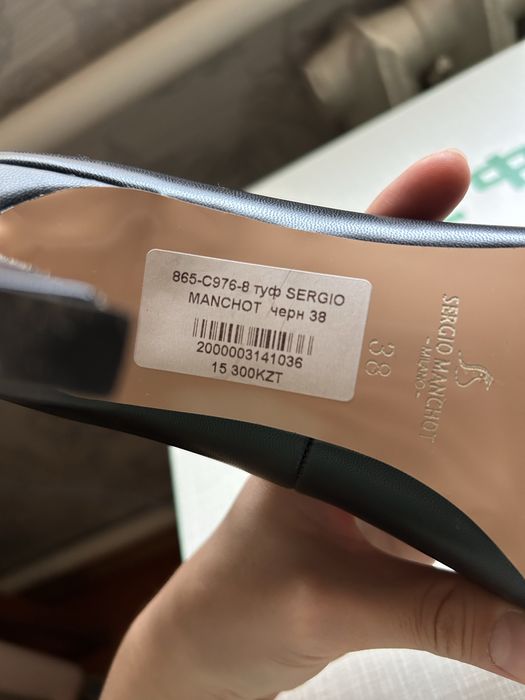 865-C976-8 туф SERGIO
MANCHOT черн 38
2000003141036
15 300KZT
38
SERGIO MANCHOT
MILANO